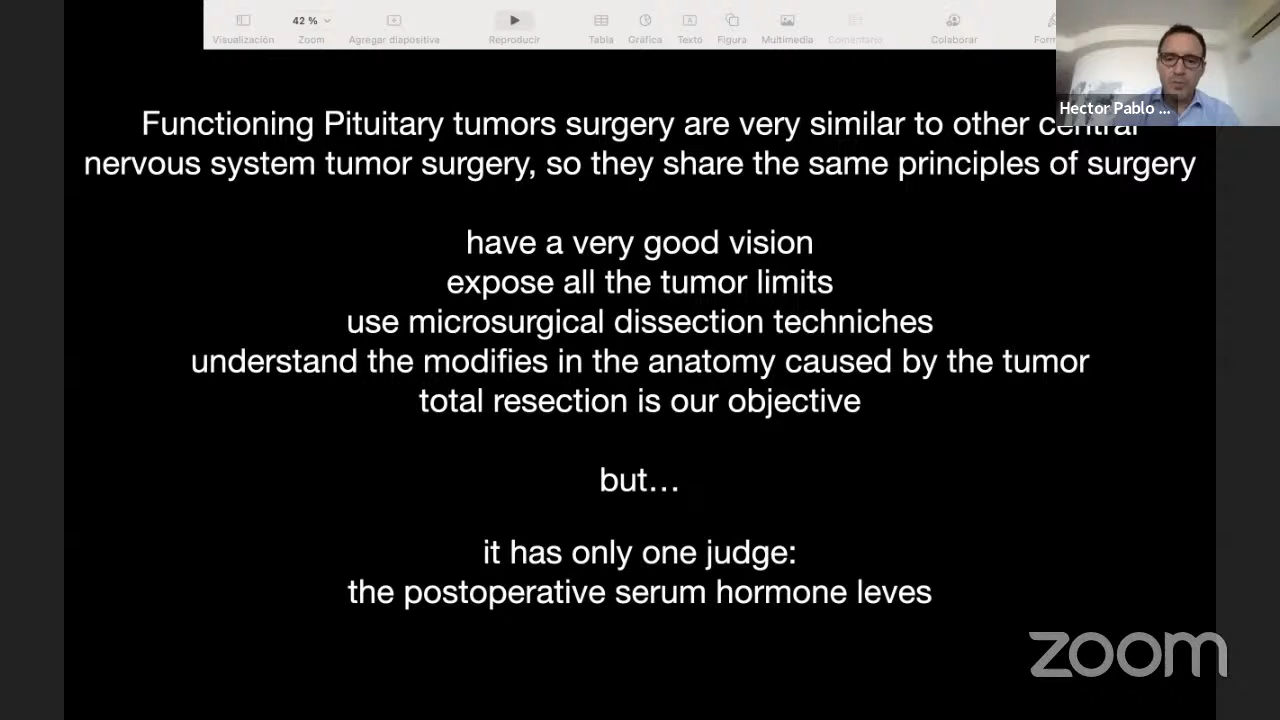 42 %
Visualización Zoom Agregar diapositiva Reproducir Tabla Gráfica Texto Figura Multimedia Comentario Colaborar Form
Hector Pablo ...
Functioning Pituitary tumors surgery are very similar to other central
nervous system tumor surgery, so they share the same principles of surgery
have a very good vision
expose all the tumor limits
use microsurgical dissection techniches
understand the modifies in the anatomy caused by the tumor
total resection is our objective
but...
it has only one judge:
the postoperative serum hormone leves
zoom